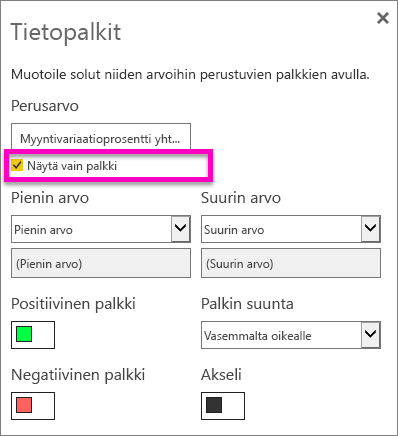 Tietopalkit
Muotoile solut niiden arvoihin perustuvien palkkien avulla.
Perusarvo
Myyntivariaatioprosentti yht...
Näytä vain palkki
Pienin arvo Suurin arvo
Pienin arvo Suurin arvo
(Pienin arvo) (Suurin arvo)
Positiivinen palkki Palkin suunta
Vasemmalta oikealle
Negatiivinen palkki Akseli